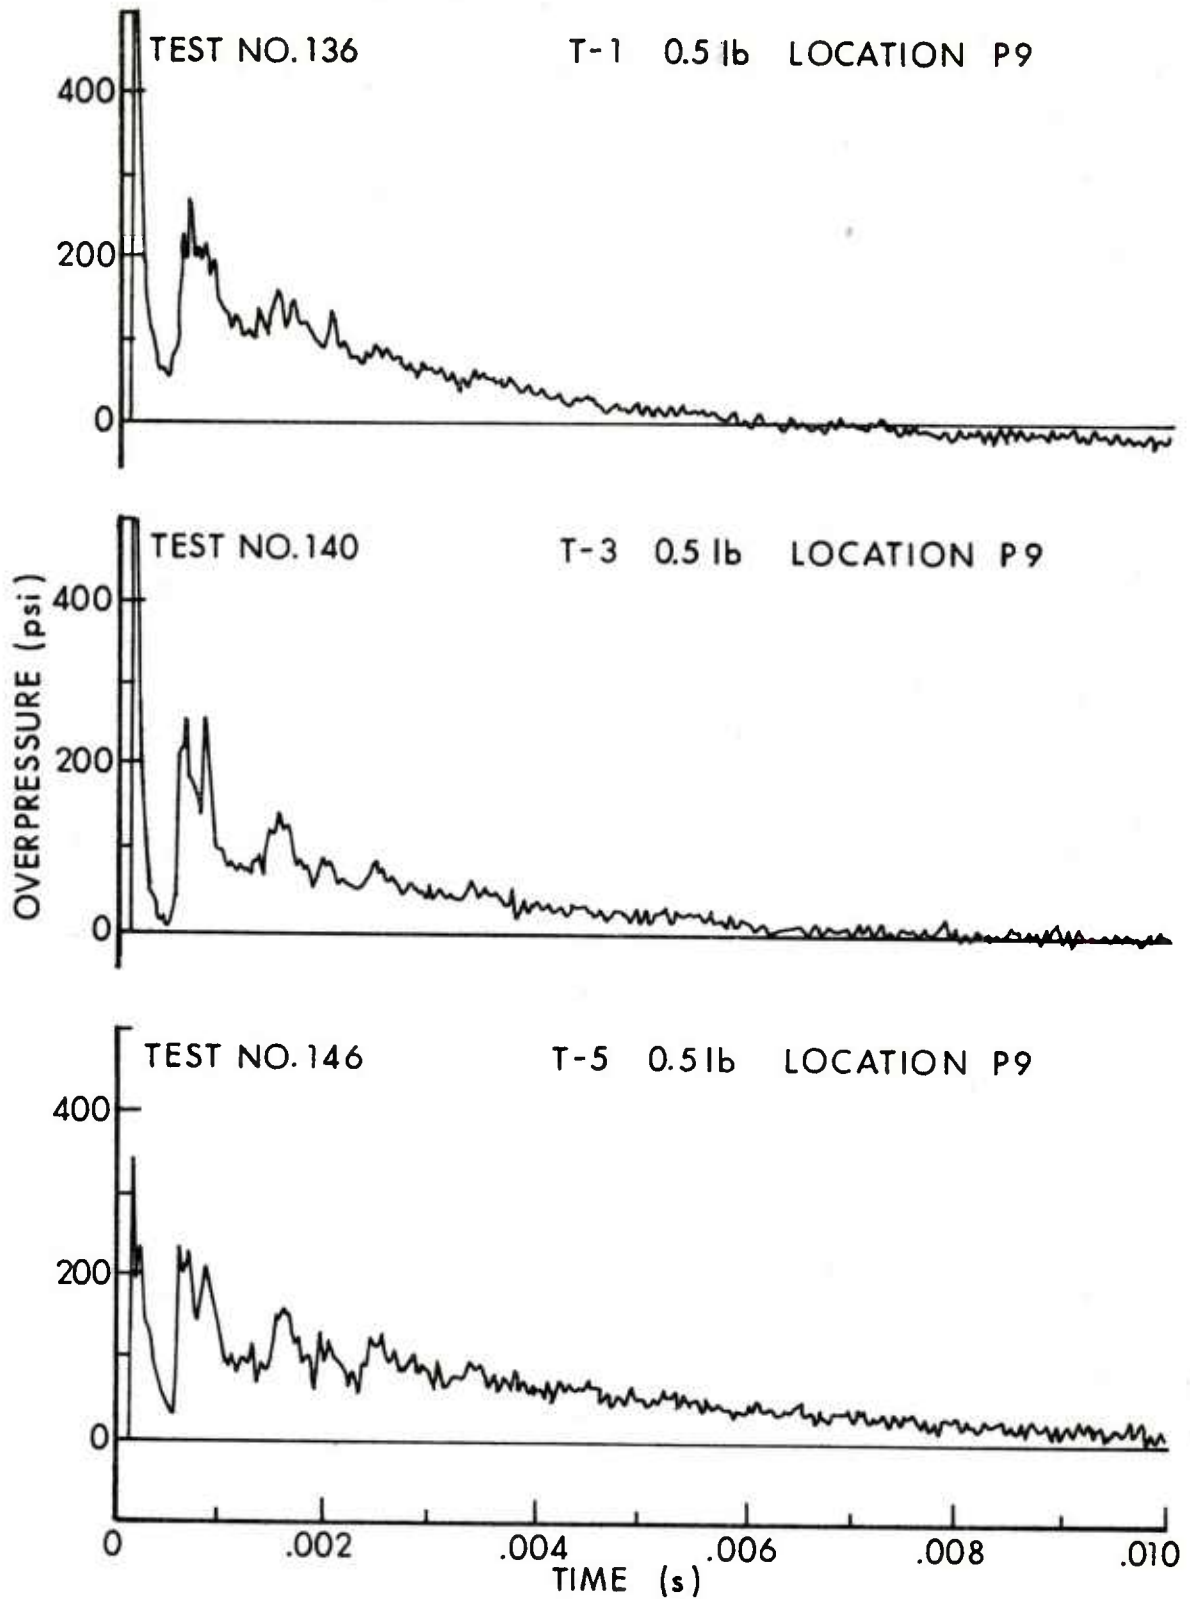 TEST NO. 136 T-1 0.5 lb LOCATION P9
400
200
0
TEST NO. 140 T-3 0.5 lb LOCATION P9
400
200
0
OVERPRESSURE (psi)
TEST NO. 146 T-5 0.5 lb LOCATION P9
400
200
0
0 .002 .004 .006 .008 .010
TIME (s)